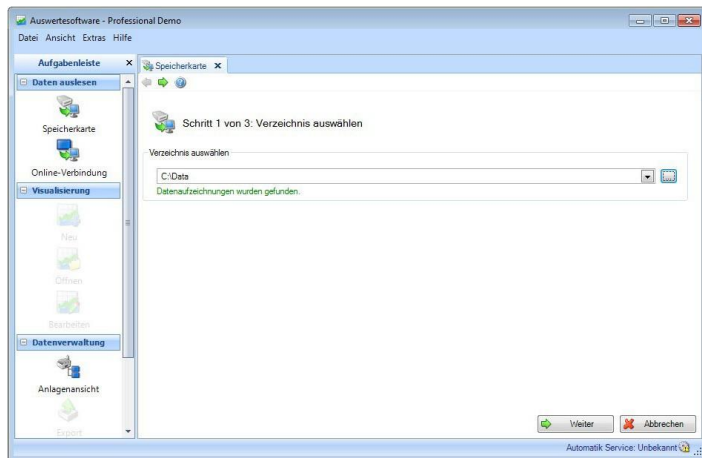 Auswertesoftware - Professional Demo
Datei Ansicht Extras Hilfe
Aufgabenleiste
Daten auslesen
Speicherkarte
Online-Verbindung
Visualisierung
Neu
Öffnen
Bearbeiten
Datenverwaltung
Anlagenansicht
Export
Speicherkarte
Schritt 1 von 3: Verzeichnis auswählen
Verzeichnis auswählen
C:\Data
...
Datenaufzeichnungen wurden gefunden.
Weiter
Abbrechen
Automatik Service: Unbekannt